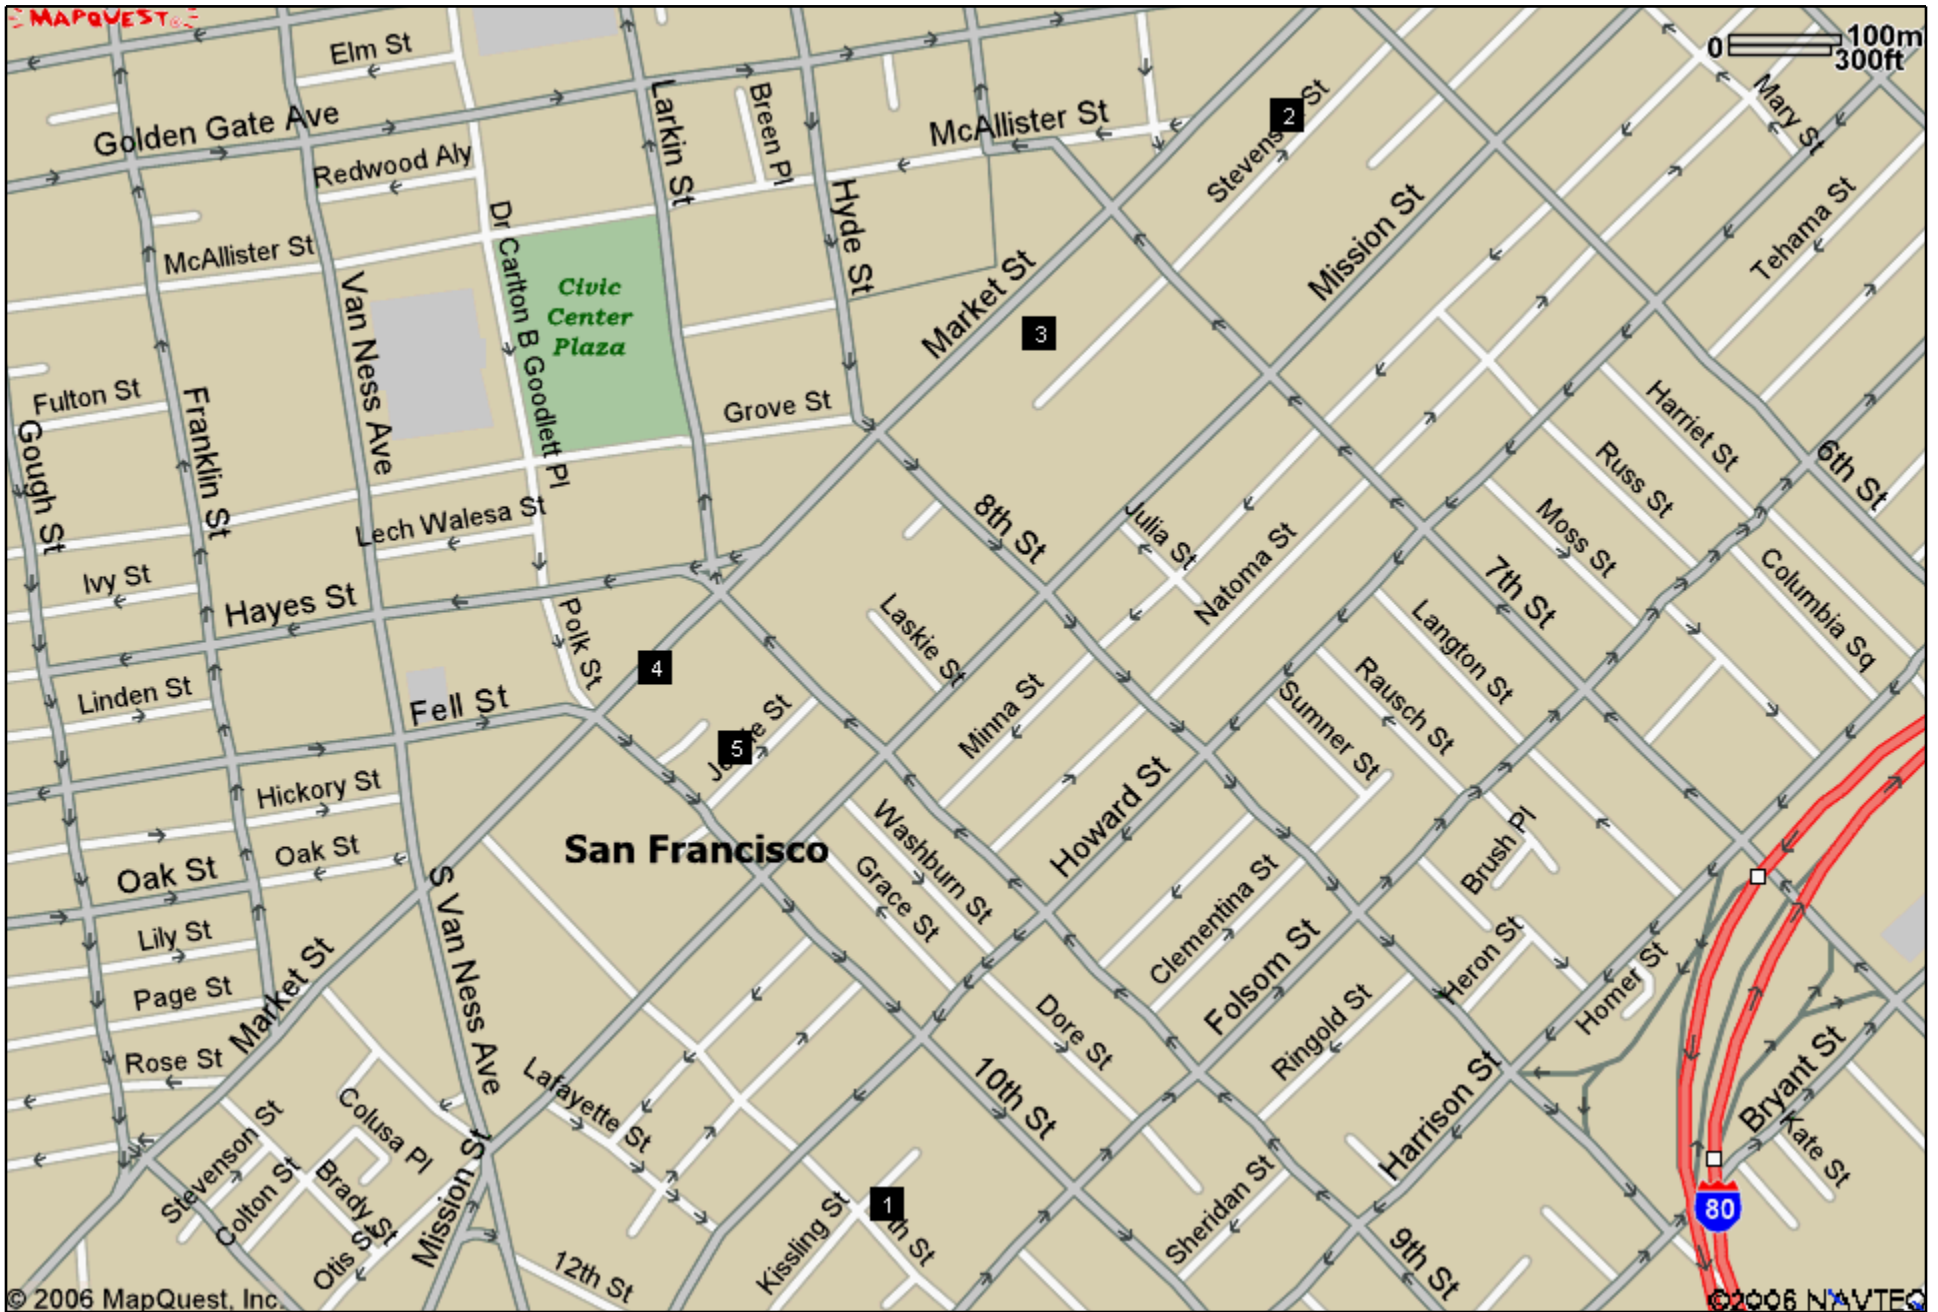 MAPQUEST
0
100m
300ft
Elm St
Golden Gate Ave
Redwood Aly
Larkin St
Breen Pl
McAllister St
2
St
Mary St
McAllister St
Dr Carlton B Goodlett Pl
Hyde St
Mission St
Tehama St
Civic
Center
Plaza
Van Ness Ave
Market St
3
Fulton St
Franklin St
Gough St
Grove St
Harriet St
6th St
Russ St
Lech Walesa St
8th St
Julia St
Moss St
Natoma St
7th St
Columbia Sq
Ivy St
Hayes St
Polk St
4
Laskie St
Langton St
Linden St
Fell St
Minna St
Sumner St
Rausch St
5
St
Hickory St
Howard St
Brush Pl
Oak St
Oak St
San Francisco
Washburn St
Grace St
Clementina St
S Van Ness Ave
Lily St
Market St
Page St
Folsom St
Heron St
Homer St
Dore St
Ringold St
Rose St
Lafayette St
10th St
Harrison St
Bryant St
Kate St
Colusa Pl
Stevenson St
Colton St
Brady St
Otis St
Mission St
12th St
Kissling St
1
th St
Sheridan St
9th St
80
© 2006 MapQuest, Inc.
©2006 NAVTEQ